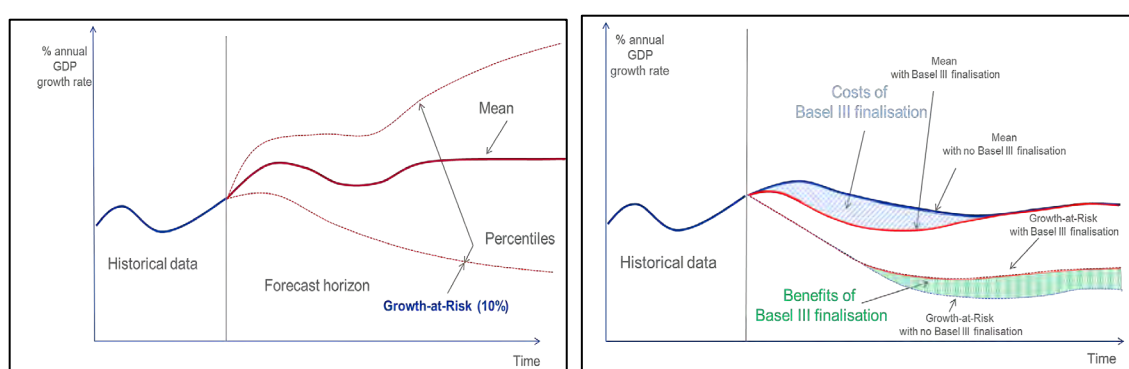 % annual
GDP
growth rate
Mean
Percentiles
Historical data
Forecast horizon
Growth-at-Risk (10%)
Time
% annual
GDP
growth rate
Mean
with Basel III finalisation
Costs of
Basel III finalisation
Mean
with no Basel III finalisation
Growth-at-Risk
with Basel III finalisation
Historical data
Benefits of
Basel III finalisation
Growth-at-Risk
with no Basel III finalisation
Time